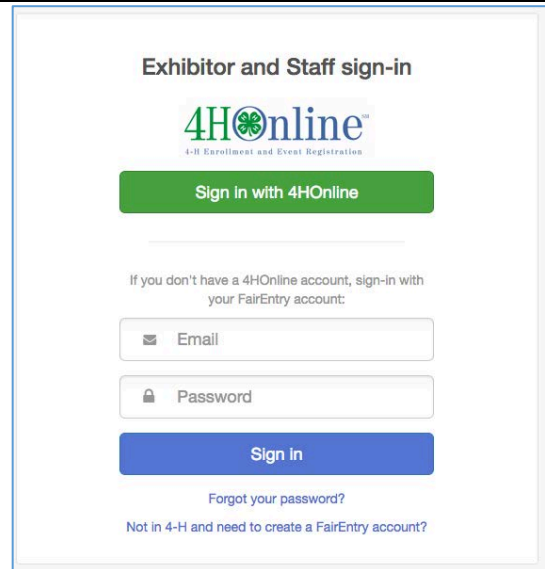 Exhibitor and Staff sign-in
4HOnline℠
4-H Enrollment and Event Registration
Sign in with 4HOnline
If you don't have a 4HOnline account, sign-in with
your FairEntry account:
Email
Password
Sign in
Forgot your password?
Not in 4-H and need to create a FairEntry account?